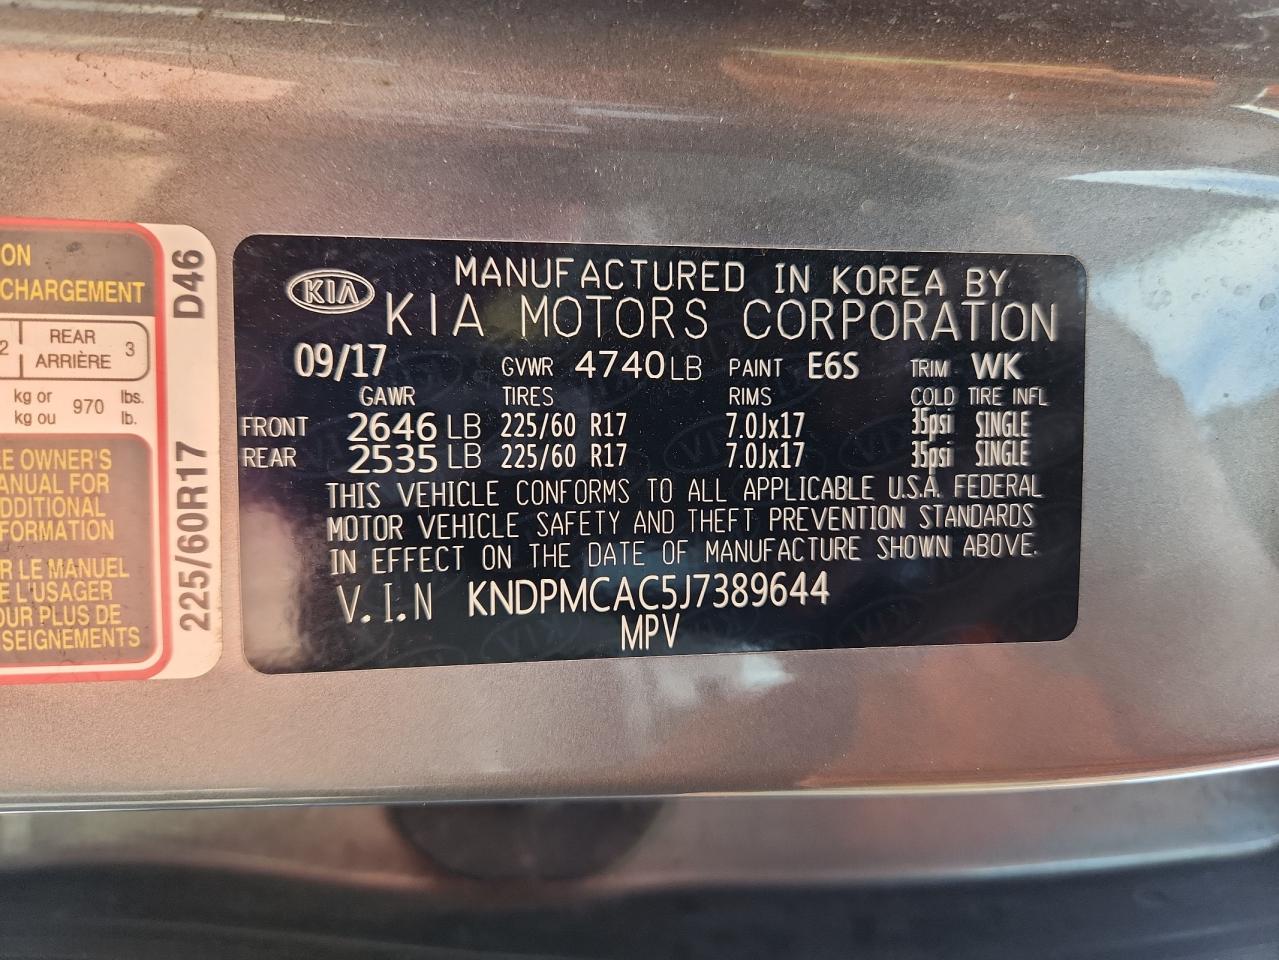 ON
CHARGEMENT
2 REAR ARRIÈRE 3
kg or 970 lbs.
kg ou lb.
E OWNER'S
ANUAL FOR
DDITIONAL
FORMATION
R LE MANUEL
E L'USAGER
OUR PLUS DE
SEIGNEMENTS
D46
225/60R17
KIA
MANUFACTURED IN KOREA BY
KIA MOTORS CORPORATION
09/17 GVWR 4740 LB PAINT E6S TRIM WK
GAWR TIRES RIMS COLD TIRE INFL
FRONT 2646 LB 225/60 R17 7.0Jx17 35psi SINGLE
REAR 2535 LB 225/60 R17 7.0Jx17 35psi SINGLE
THIS VEHICLE CONFORMS TO ALL APPLICABLE U.S.A. FEDERAL
MOTOR VEHICLE SAFETY AND THEFT PREVENTION STANDARDS
IN EFFECT ON THE DATE OF MANUFACTURE SHOWN ABOVE.
V.I.N KNDPMCAC5J7389644
MPV